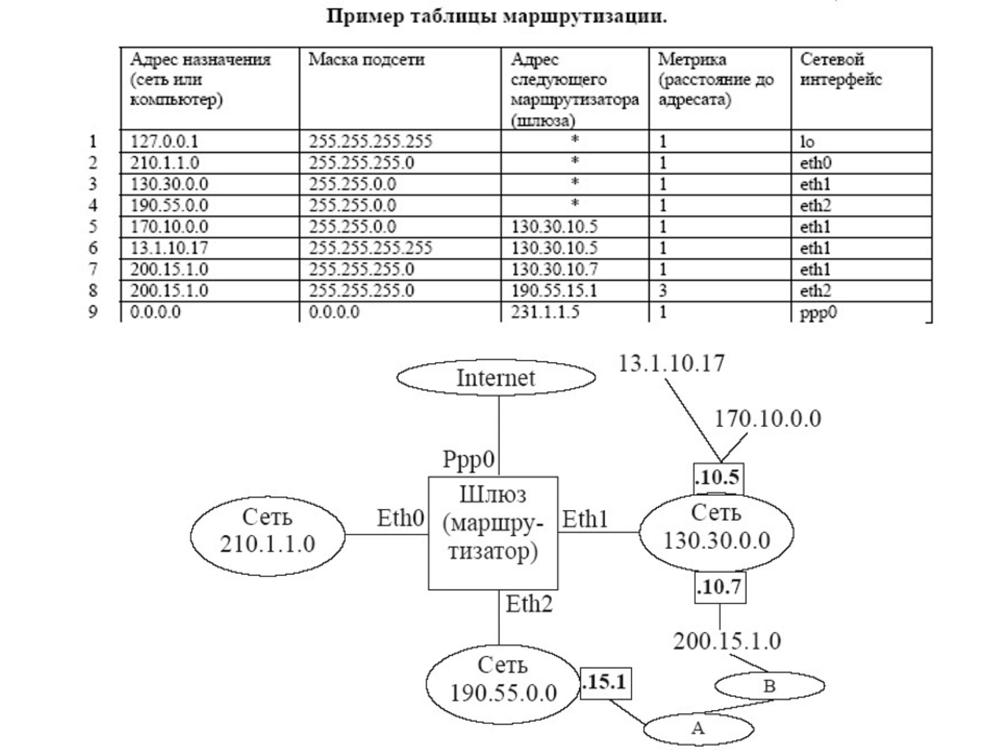 Пример таблицы маршрутизации.
Адрес назначения (сеть или компьютер) Маска подсети Адрес следующего маршрутизатора (шлюза) Метрика (расстояние до адресата) Сетевой интерфейс
1 127.0.0.1 255.255.255.255 * 1 lo
2 210.1.1.0 255.255.255.0 * 1 eth0
3 130.30.0.0 255.255.0.0 * 1 eth1
4 190.55.0.0 255.255.0.0 * 1 eth2
5 170.10.0.0 255.255.0.0 130.30.10.5 1 eth1
6 13.1.10.17 255.255.255.255 130.30.10.5 1 eth1
7 200.15.1.0 255.255.255.0 130.30.10.7 1 eth1
8 200.15.1.0 255.255.255.0 190.55.15.1 3 eth2
9 0.0.0.0 0.0.0.0 231.1.1.5 1 ppp0
13.1.10.17
Internet
170.10.0.0
Ppp0
.10.5
Шлюз
(маршру-
тизатор)
Сеть
210.1.1.0
Eth0
Eth1
Сеть
130.30.0.0
.10.7
Eth2
200.15.1.0
Сеть
190.55.0.0
.15.1
B
A